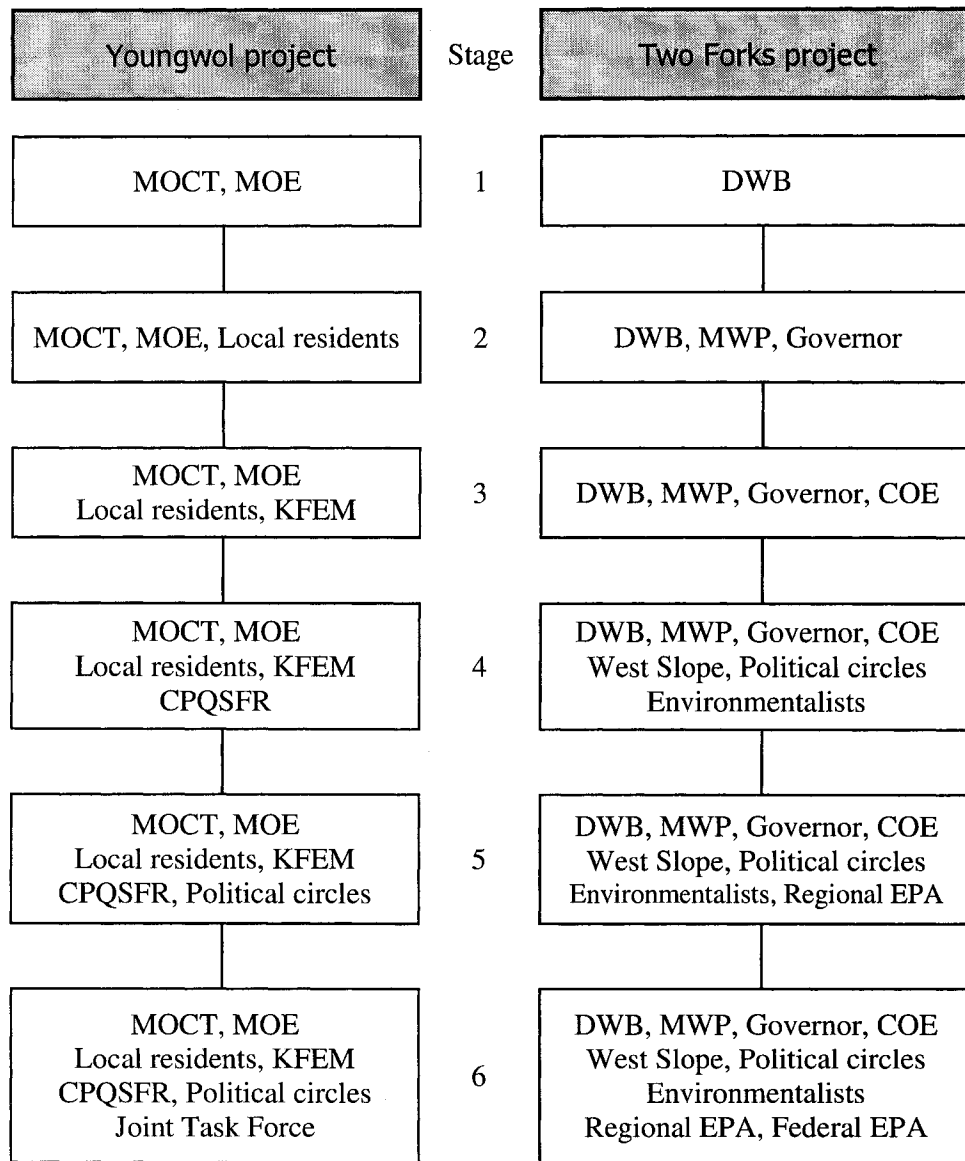 Youngwol project Stage Two Forks project
MOCT, MOE 1 DWB
MOCT, MOE, Local residents 2 DWB, MWP, Governor
MOCT, MOE
Local residents, KFEM
3
DWB, MWP, Governor, COE
MOCT, MOE
Local residents, KFEM
CPQSFR
4
DWB, MWP, Governor, COE
West Slope, Political circles
Environmentalists
MOCT, MOE
Local residents, KFEM
CPQSFR, Political circles
5
DWB, MWP, Governor, COE
West Slope, Political circles
Environmentalists, Regional EPA
MOCT, MOE
Local residents, KFEM
CPQSFR, Political circles
Joint Task Force
6
DWB, MWP, Governor, COE
West Slope, Political circles
Environmentalists
Regional EPA, Federal EPA